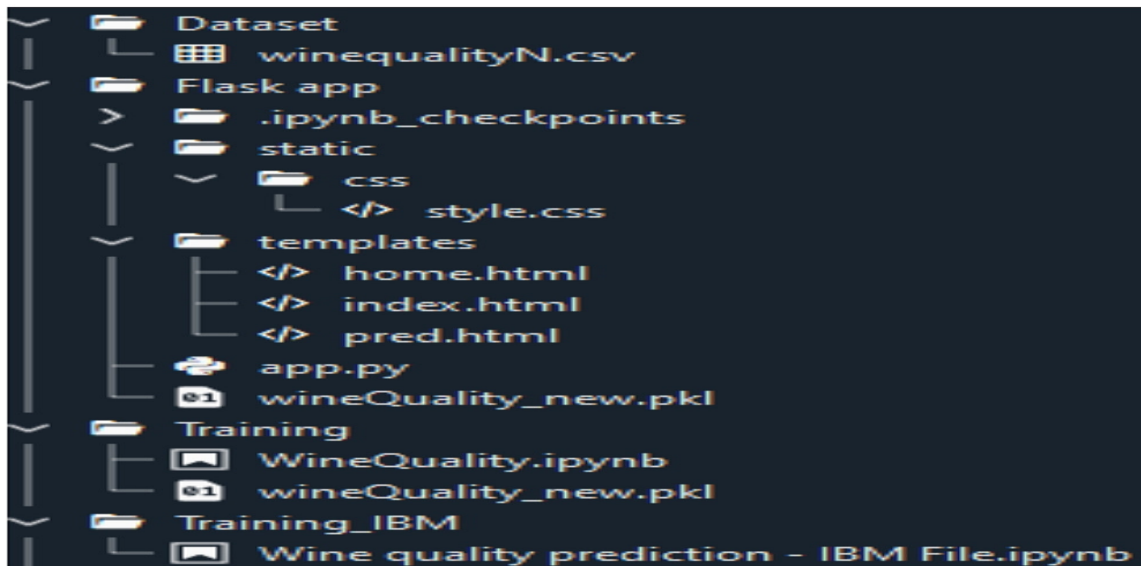 Dataset
winequalityN.csv
Flask app
.ipynb_checkpoints
static
css
style.css
templates
home.html
index.html
pred.html
app.py
wineQuality_new.pkl
Training
WineQuality.ipynb
wineQuality_new.pkl
Training_IBM
Wine quality prediction - IBM File.ipynb